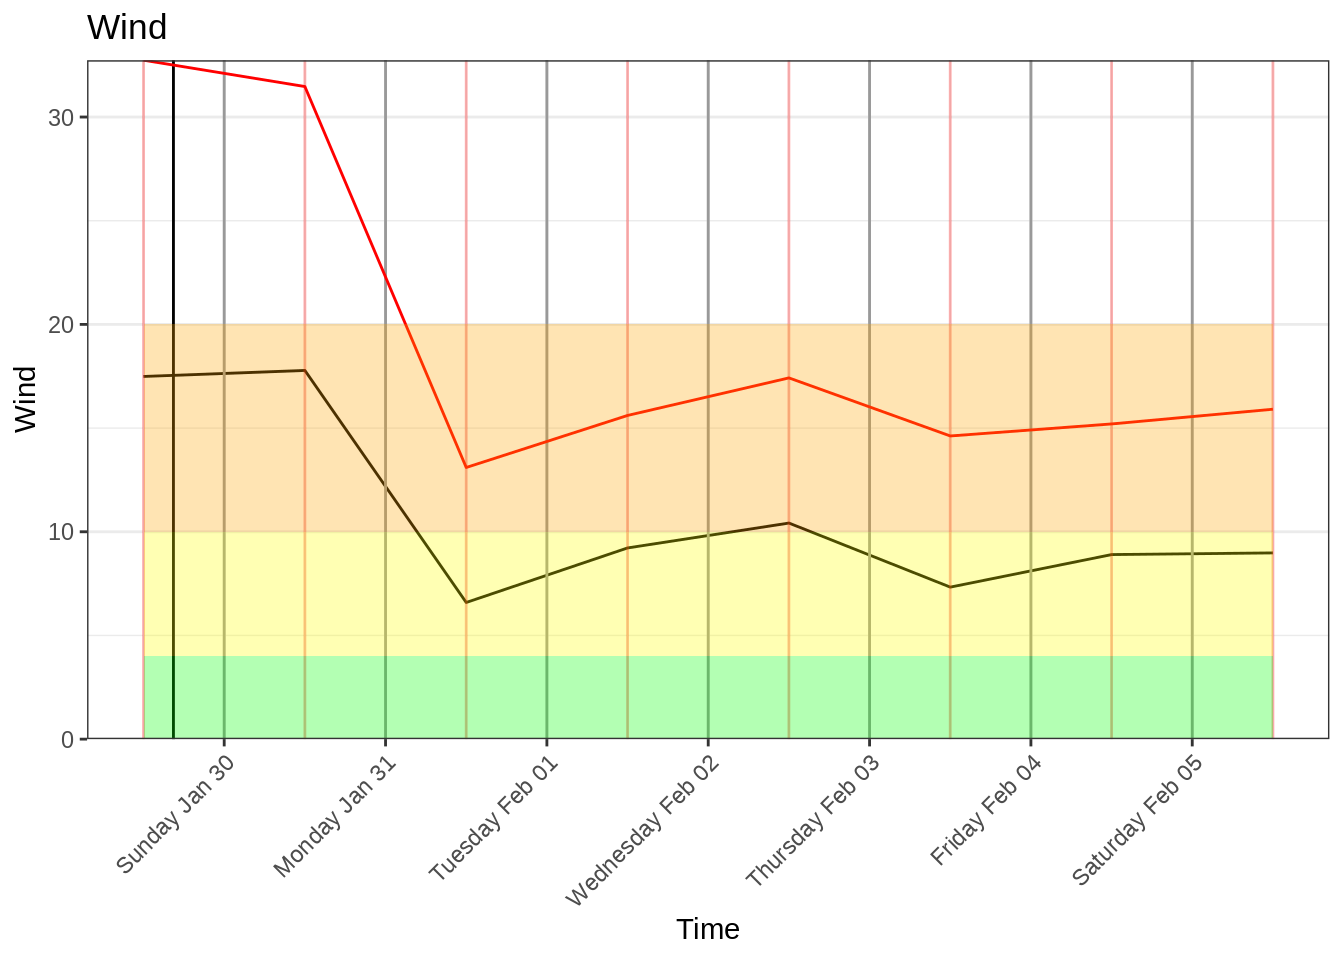 Wind
30
20
10
0
Wind
Sunday Jan 30
Monday Jan 31
Tuesday Feb 01
Wednesday Feb 02
Thursday Feb 03
Friday Feb 04
Saturday Feb 05
Time